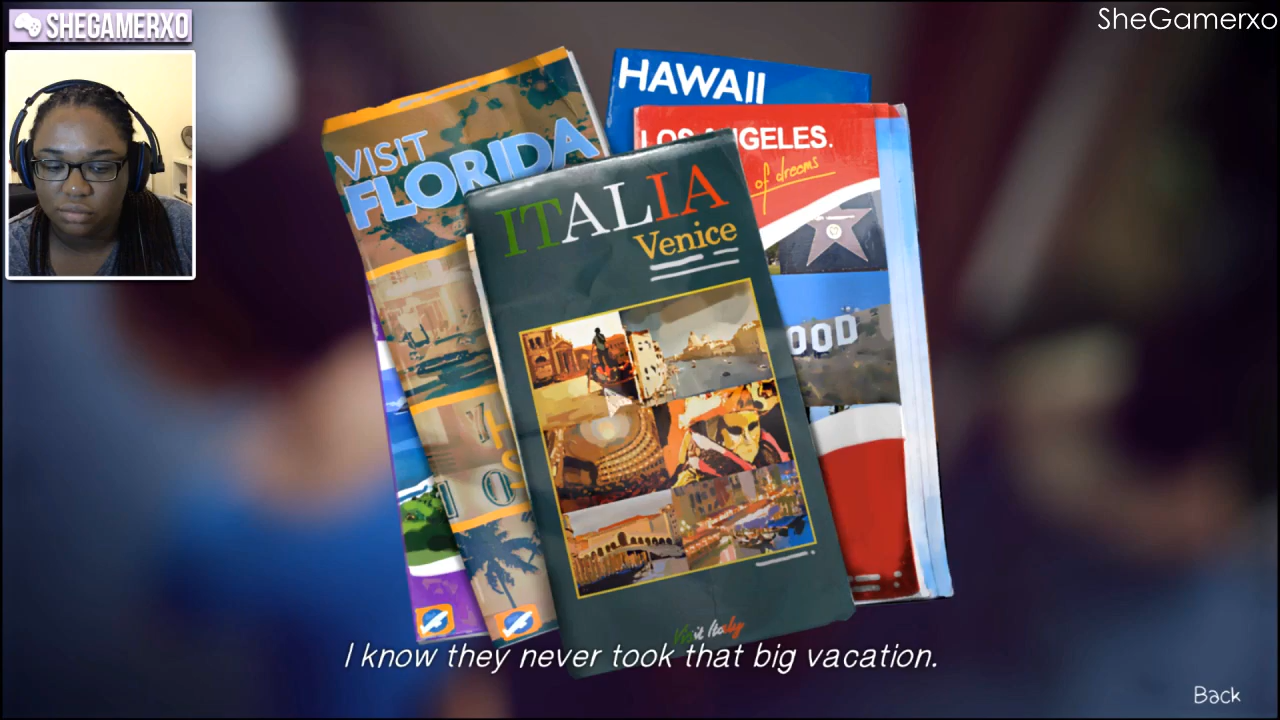 SHEGAMERXO
SheGamerxo
HAWAII
VISIT
FLORIDA
LOS ANGELES.
of dreams
ITALIA
Venice
OOD
Visit Italy
I know they never took that big vacation.
Back